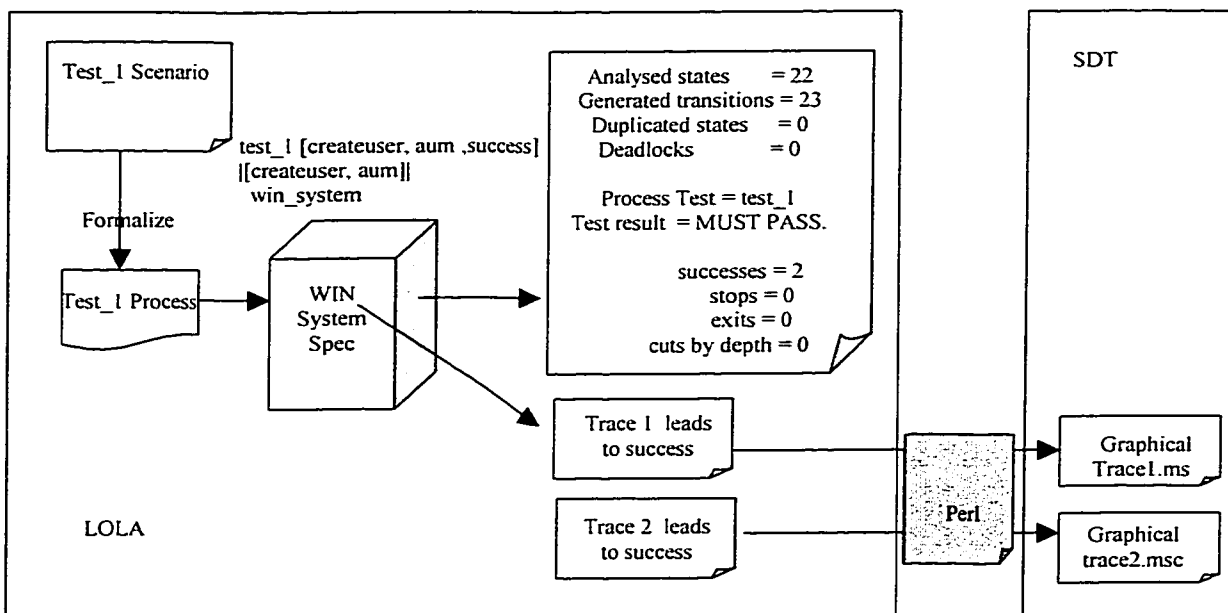 Test_1 Scenario
Formalize
Test_1 Process
test_1 [createuser, aum ,success]
|[createuser, aum]|
win_system
WIN
System
Spec
Analysed states = 22
Generated transitions = 23
Duplicated states = 0
Deadlocks = 0
Process Test = test_1
Test result = MUST PASS.
successes = 2
stops = 0
exits = 0
cuts by depth = 0
Trace 1 leads
to success
Trace 2 leads
to success
LOLA
Perl
SDT
Graphical
Trace1.ms
Graphical
trace2.msc